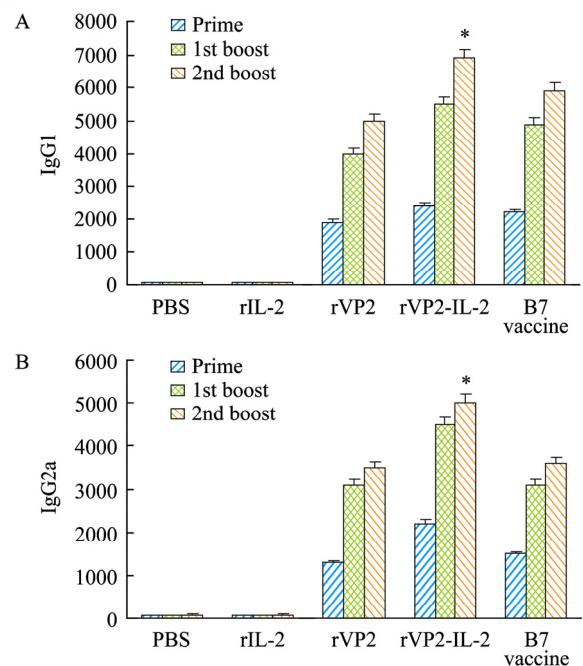 A
8000
7000
6000
5000
4000
3000
2000
1000
0
IgG1
Prime
1st boost
2nd boost
*
PBS rIL-2 rVP2 rVP2-IL-2 B7
vaccine
B
6000
5000
4000
3000
2000
1000
0
IgG2a
Prime
1st boost
2nd boost
*
PBS rIL-2 rVP2 rVP2-IL-2 B7
vaccine